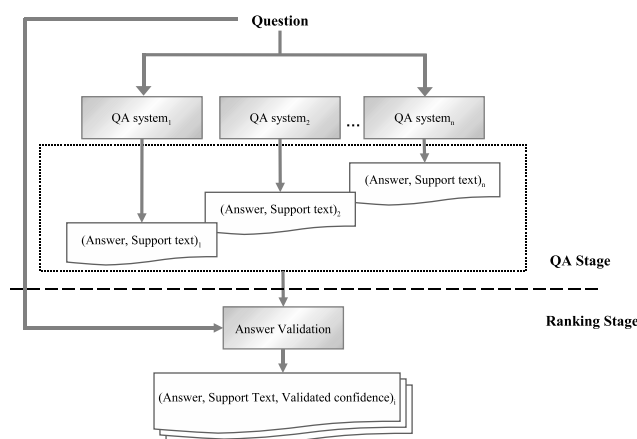 Question
QA system1
QA system2
...
QA systemn
(Answer, Support text)n
(Answer, Support text)2
(Answer, Support text)1
QA Stage
Ranking Stage
Answer Validation
(Answer, Support Text, Validated confidence)i